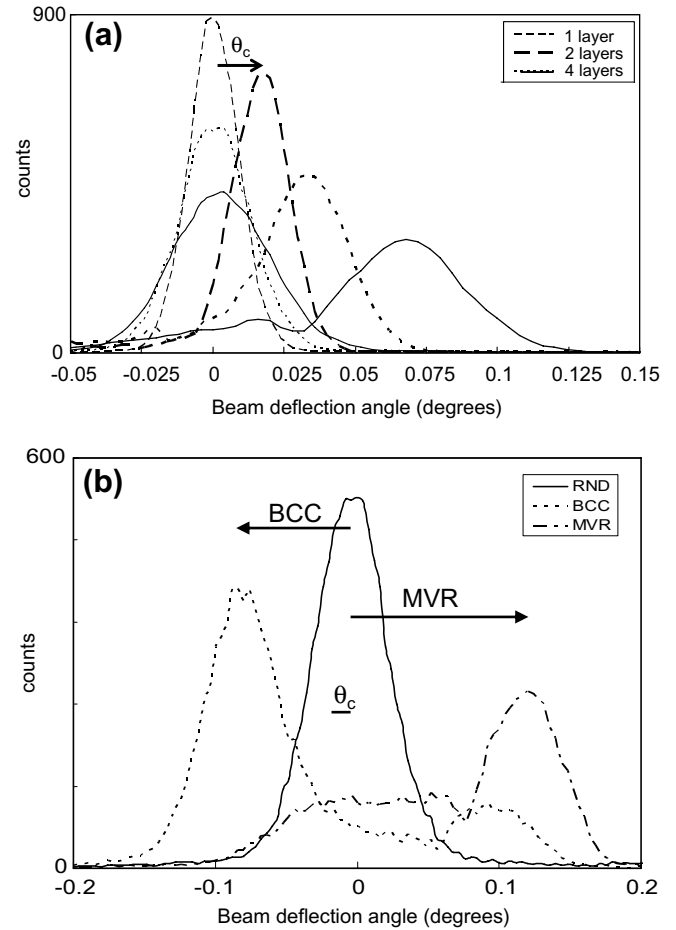 900
(a)
θc
1 layer
2 layers
4 layers
counts
0
-0.05 -0.025 0 0.025 0.05 0.075 0.1 0.125 0.15
Beam deflection angle (degrees)
600
(b)
RND
BCC
MVR
BCC
MVR
θc
counts
0
-0.2 -0.1 0 0.1 0.2
Beam deflection angle (degrees)